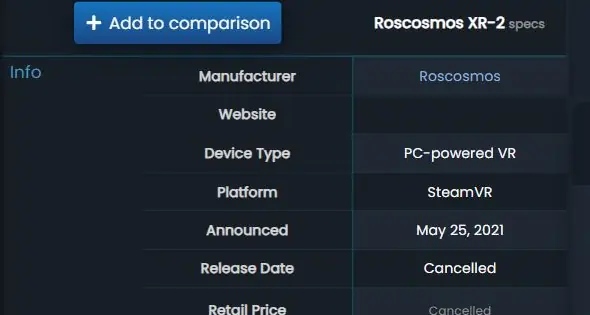 + Add to comparison
Roscosmos XR-2 specs
Info
Manufacturer Roscosmos
Website
Device Type PC-powered VR
Platform SteamVR
Announced May 25, 2021
Release Date Cancelled
Retail Price Cancelled